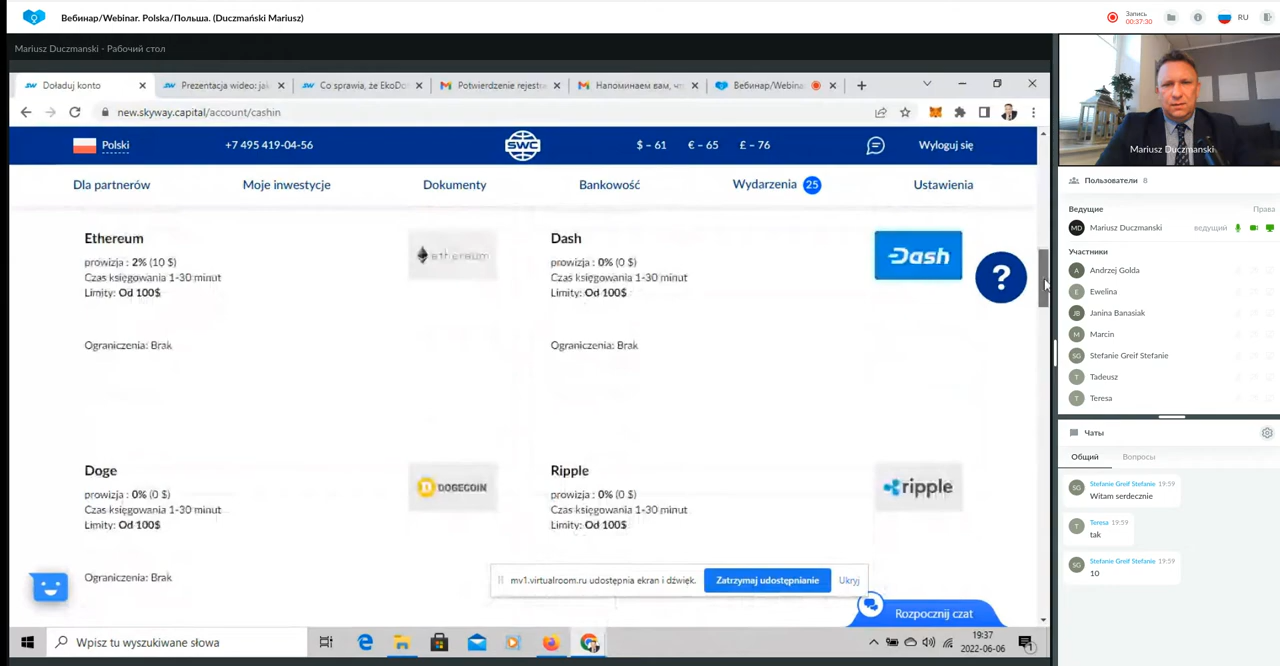 Вебинар/Webinar. Polska/Польша. (Duczmański Mariusz)
Запись
00:37:30
RU
Mariusz Duczmanski - Рабочий стол
Doładuj konto
Prezentacja wideo: jak
Co sprawia, że EkoDo
Potwierdzenie rejestra
Напоминаем вам, что
Вебинар/Webina
new.skyway.capital/account/cashin
Polski
+7 495 419-04-56
SWC
$ – 61
€ – 65
£ – 76
Wyloguj się
Dla partnerów
Moje inwestycje
Dokumenty
Bankowość
Wydarzenia 25
Ustawienia
Ethereum
prowizja : 2% (10 $)
Czas księgowania 1-30 minut
Limity: Od 100$
Ograniczenia: Brak
ethereum
Dash
prowizja : 0% (0 $)
Czas księgowania 1-30 minut
Limity: Od 100$
Ograniczenia: Brak
Dash
?
Doge
prowizja : 0% (0 $)
Czas księgowania 1-30 minut
Limity: Od 100$
Ograniczenia: Brak
DOGECOIN
Ripple
prowizja : 0% (0 $)
Czas księgowania 1-30 minut
Limity: Od 100$
ripple
mv1.virtualroom.ru udostępnia ekran i dźwięk.
Zatrzymaj udostępnianie
Ukryj
Rozpocznij czat
Wpisz tu wyszukiwane słowa
19:37
2022-06-06
1
Mariusz Duczmanski
Пользователи 8
Ведущие
Права
MD Mariusz Duczmanski
ведущий
Участники
A Andrzej Golda
E Ewelina
JB Janina Banasiak
M Marcin
SG Stefanie Greif Stefanie
T Tadeusz
T Teresa
Чаты
Общий
Вопросы
SG Stefanie Greif Stefanie 19:59
Witam serdecznie
T Teresa 19:59
tak
SG Stefanie Greif Stefanie 19:59
10